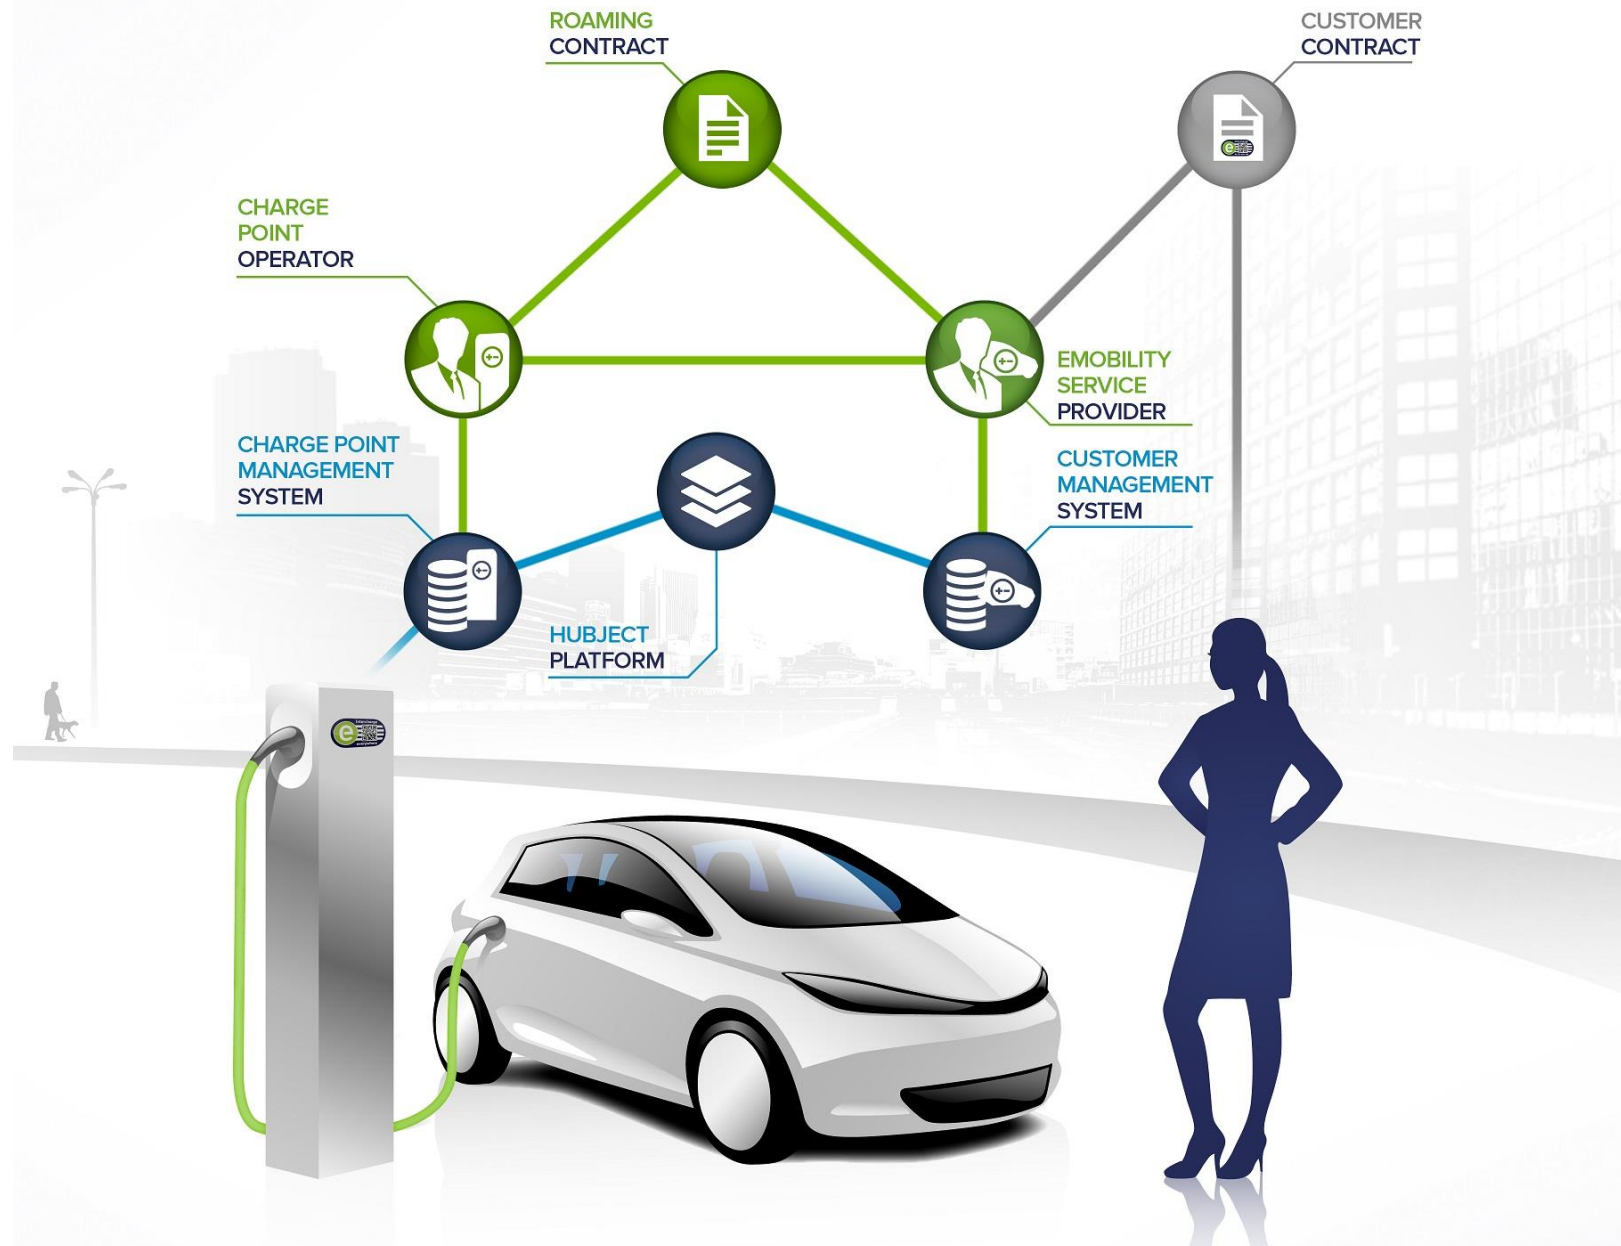 ROAMING
CONTRACT
CUSTOMER
CONTRACT
CHARGE
POINT
OPERATOR
EMOBILITY
SERVICE
PROVIDER
CHARGE POINT
MANAGEMENT
SYSTEM
CUSTOMER
MANAGEMENT
SYSTEM
HUBJECT
PLATFORM
e
e